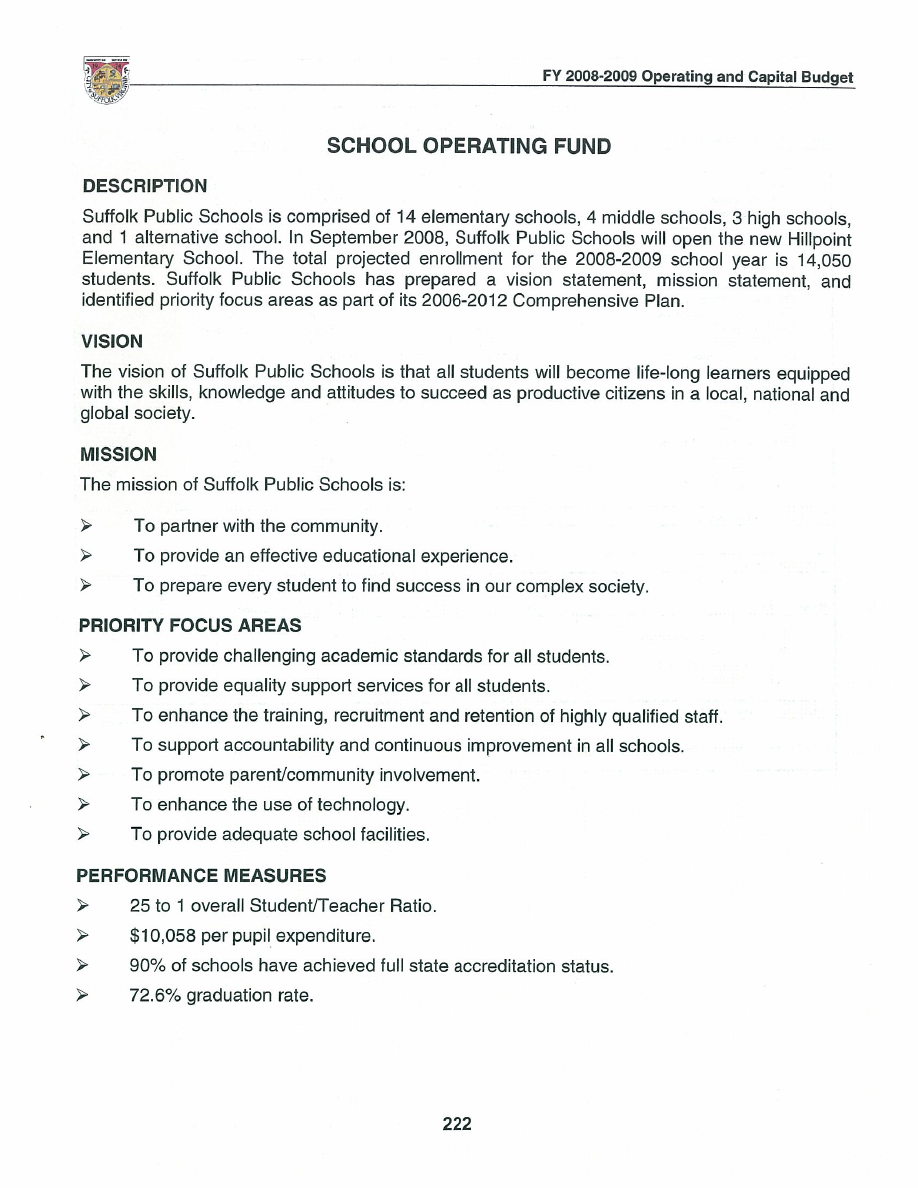 FY 2008-2009 Operating and Capital Budget
SCHOOL OPERATING FUND
DESCRIPTION
Suffolk Public Schools is comprised of 14 elementary schools, 4 middle schools, 3 high schools,
and 1 alternative school. In September 2008, Suffolk Public Schools will open the new Hillpoint
Elementary School. The total projected enrollment for the 2008-2009 school year is 14,050
students. Suffolk Public Schools has prepared a vision statement, mission statement, and
identified priority focus areas as part of its 2006-2012 Comprehensive Plan.
VISION
The vision of Suffolk Public Schools is that all students will become life-long learners equipped
with the skills, knowledge and attitudes to succeed as productive citizens in a local, national and
global society.
MISSION
The mission of Suffolk Public Schools is:
➢ To partner with the community.
➢ To provide an effective educational experience.
➢ To prepare every student to find success in our complex society.
PRIORITY FOCUS AREAS
➢ To provide challenging academic standards for all students.
➢ To provide equality support services for all students.
➢ To enhance the training, recruitment and retention of highly qualified staff.
➢ To support accountability and continuous improvement in all schools.
➢ To promote parent/community involvement.
➢ To enhance the use of technology.
➢ To provide adequate school facilities.
PERFORMANCE MEASURES
➢ 25 to 1 overall Student/Teacher Ratio.
➢ $10,058 per pupil expenditure.
➢ 90% of schools have achieved full state accreditation status.
➢ 72.6% graduation rate.
222